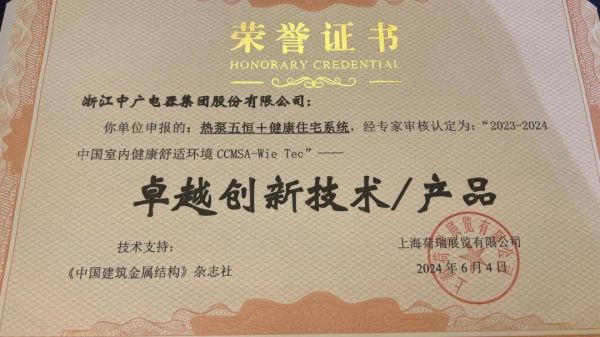 荣誉证书
HONORARY CREDENTIAL
浙江中广电器集团股份有限公司：
你单位申报的：热泵五恒＋健康住宅系统，经专家审核认定为：“2023-2024
中国室内健康舒适环境CCMSA-Wie Tec”——
卓越创新技术/产品
技术支持：
《中国建筑金属结构》杂志社
上海荷瑞展览有限公司
2024年6月4日